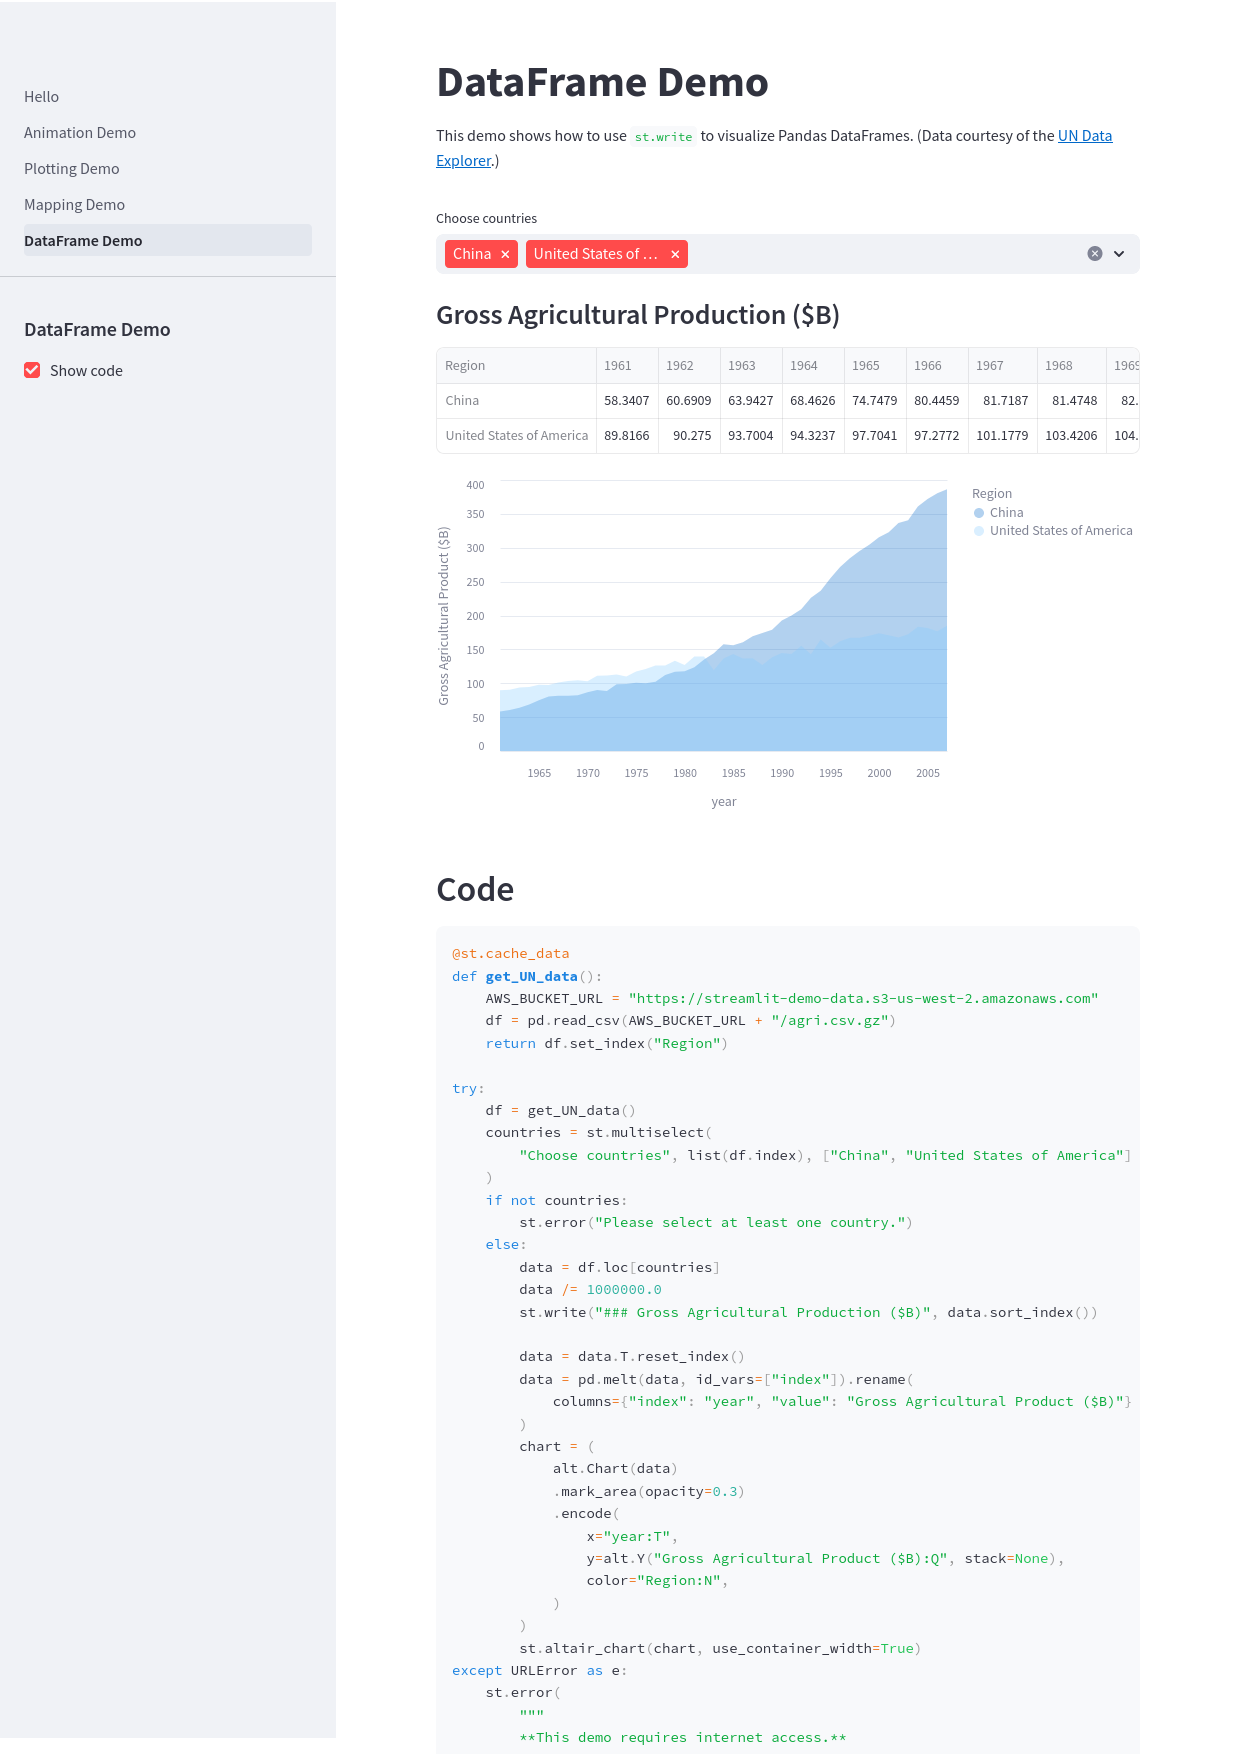 Hello
Animation Demo
Plotting Demo
Mapping Demo
DataFrame Demo
DataFrame Demo
Show code
DataFrame Demo
This demo shows how to use st.write to visualize Pandas DataFrames. (Data courtesy of the UN Data
Explorer.)
Choose countries
China × United States of ... ×
Gross Agricultural Production ($B)
Region 1961 1962 1963 1964 1965 1966 1967 1968 1969
China 58.3407 60.6909 63.9427 68.4626 74.7479 80.4459 81.7187 81.4748 82.
United States of America 89.8166 90.275 93.7004 94.3237 97.7041 97.2772 101.1779 103.4206 104.
Gross Agricultural Product ($B)
400
350
300
250
200
150
100
50
0
1965 1970 1975 1980 1985 1990 1995 2000 2005
year
Region
China
United States of America
Code
@st.cache_data
def get_UN_data():
    AWS_BUCKET_URL = "https://streamlit-demo-data.s3-us-west-2.amazonaws.com"
    df = pd.read_csv(AWS_BUCKET_URL + "/agri.csv.gz")
    return df.set_index("Region")
try:
    df = get_UN_data()
    countries = st.multiselect(
        "Choose countries", list(df.index), ["China", "United States of America"]
    )
    if not countries:
        st.error("Please select at least one country.")
    else:
        data = df.loc[countries]
        data /= 1000000.0
        st.write("### Gross Agricultural Production ($B)", data.sort_index())
        data = data.T.reset_index()
        data = pd.melt(data, id_vars=["index"]).rename(
            columns={"index": "year", "value": "Gross Agricultural Product ($B)"}
        )
        chart = (
            alt.Chart(data)
            .mark_area(opacity=0.3)
            .encode(
                x="year:T",
                y=alt.Y("Gross Agricultural Product ($B):Q", stack=None),
                color="Region:N",
            )
        )
        st.altair_chart(chart, use_container_width=True)
except URLError as e:
    st.error(
        """
        **This demo requires internet access.**